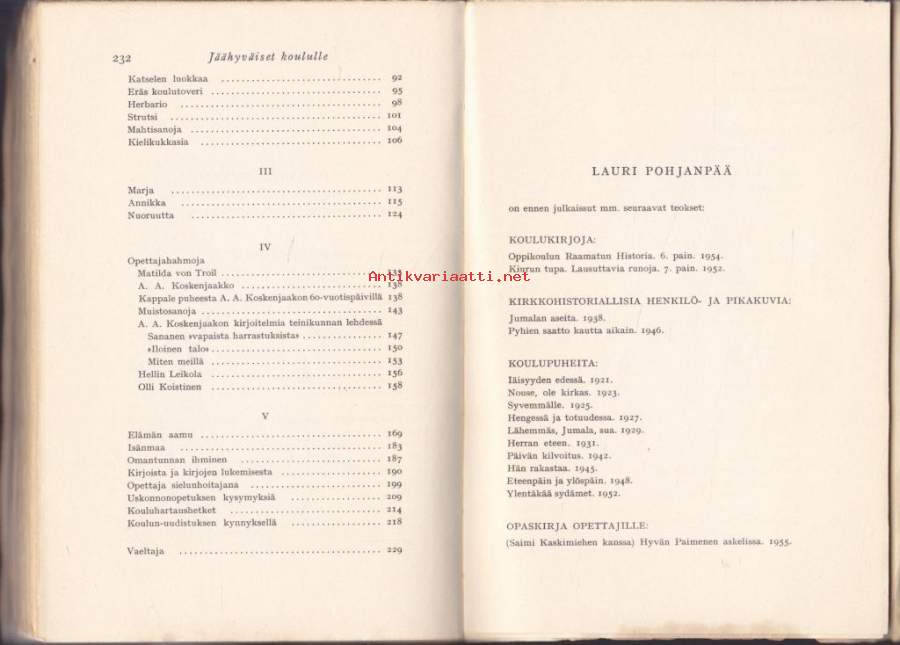 232 Jäähyväiset koululle
Katselen luokkaa ........ 92
Eräs koulutoveri ........ 95
Herbario ........ 98
Strutsi ........ 101
Mahtisanoja ........ 104
Kielikukkasia ........ 106
III
Marja ........ 113
Annikka ........ 115
Nuoruutta ........ 124
IV
Opettajahahmoja
Matilda von Troil ........ 135
A. A. Koskenjaakko ........ 138
Kappale puheesta A. A. Koskenjaakon 60-vuotispäivillä 138
Muistosanoja ........ 143
A. A. Koskenjaakon kirjoitelmia teinikunnan lehdessä
Sananen »vapaista harrastuksista» ........ 147
»Iloinen talo» ........ 150
Miten meillä ........ 153
Hellin Leikola ........ 156
Olli Koistinen ........ 158
V
Elämän aamu ........ 169
Isänmaa ........ 183
Omantunnan ihminen ........ 187
Kirjoista ja kirjojen lukemisesta ........ 190
Opettaja sielunhoitajana ........ 199
Uskonnonopetuksen kysymyksiä ........ 209
Kouluhartaushetket ........ 214
Koulun-uudistuksen kynnyksellä ........ 218
Vaeltaja ........ 229
LAURI POHJANPÄÄ
on ennen julkaissut mm. seuraavat teokset:
KOULUKIRJOJA:
Oppikoulun Raamatun Historia. 6. pain. 1954.
Kiurun tupa. Lausuttavia runoja. 7. pain. 1952.
KIRKKOHISTORIALLISIA HENKILÖ- JA PIKAKUVIA:
Jumalan aseita. 1938.
Pyhien saatto kautta aikain. 1946.
KOULUPUHEITA:
Iäisyyden edessä. 1921.
Nouse, ole kirkas. 1923.
Syvemmälle. 1925.
Hengessä ja totuudessa. 1927.
Lähemmäs, Jumala, sua. 1929.
Herran eteen. 1931.
Päivän kilvoitus. 1942.
Hän rakastaa. 1945.
Eteenpäin ja ylöspäin. 1948.
Ylentäkää sydämet. 1952.
OPASKIRJA OPETTAJILLE:
(Saimi Kaskimiehen kanssa) Hyvän Paimenen askelissa. 1955.
Antikvariaatti.net